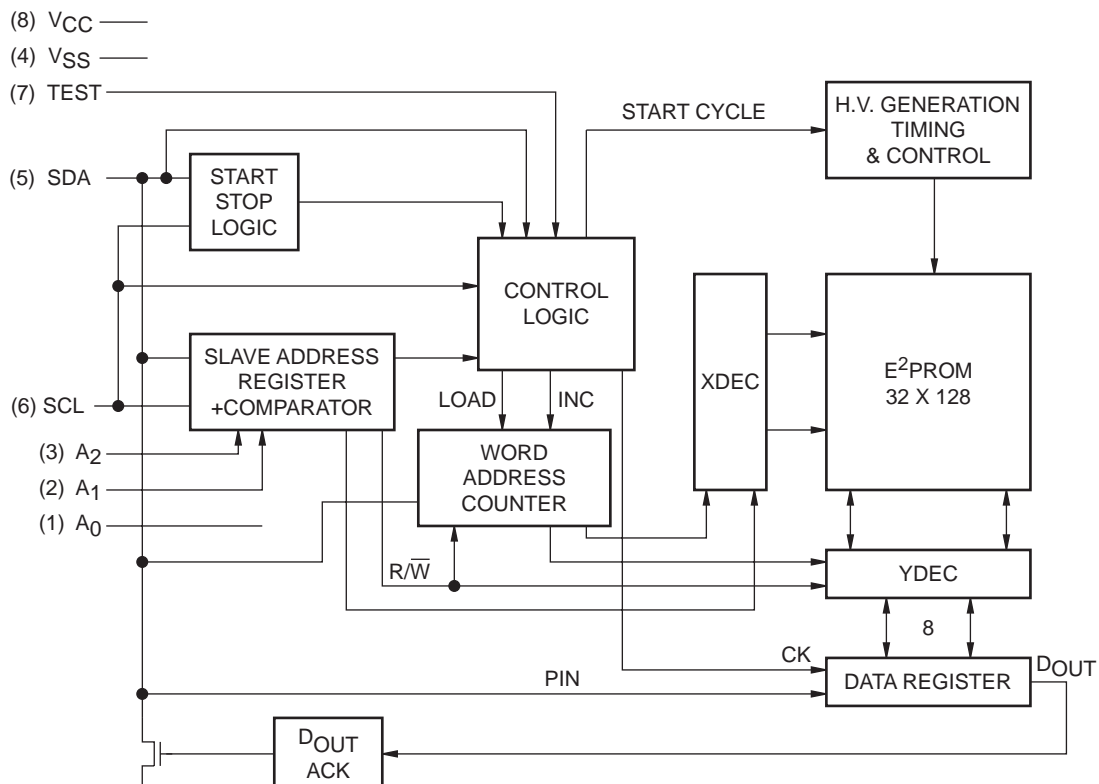 (8) VCC
(4) VSS
(7) TEST
START CYCLE
H.V. GENERATION
TIMING
& CONTROL
(5) SDA
START
STOP
LOGIC
CONTROL
LOGIC
SLAVE ADDRESS
REGISTER
+COMPARATOR
XDEC
E²PROM
32 X 128
LOAD
INC
(6) SCL
(3) A2
(2) A1
(1) A0
WORD
ADDRESS
COUNTER
R/W̅
YDEC
8
CK
DOUT
PIN
DATA REGISTER
DOUT
ACK